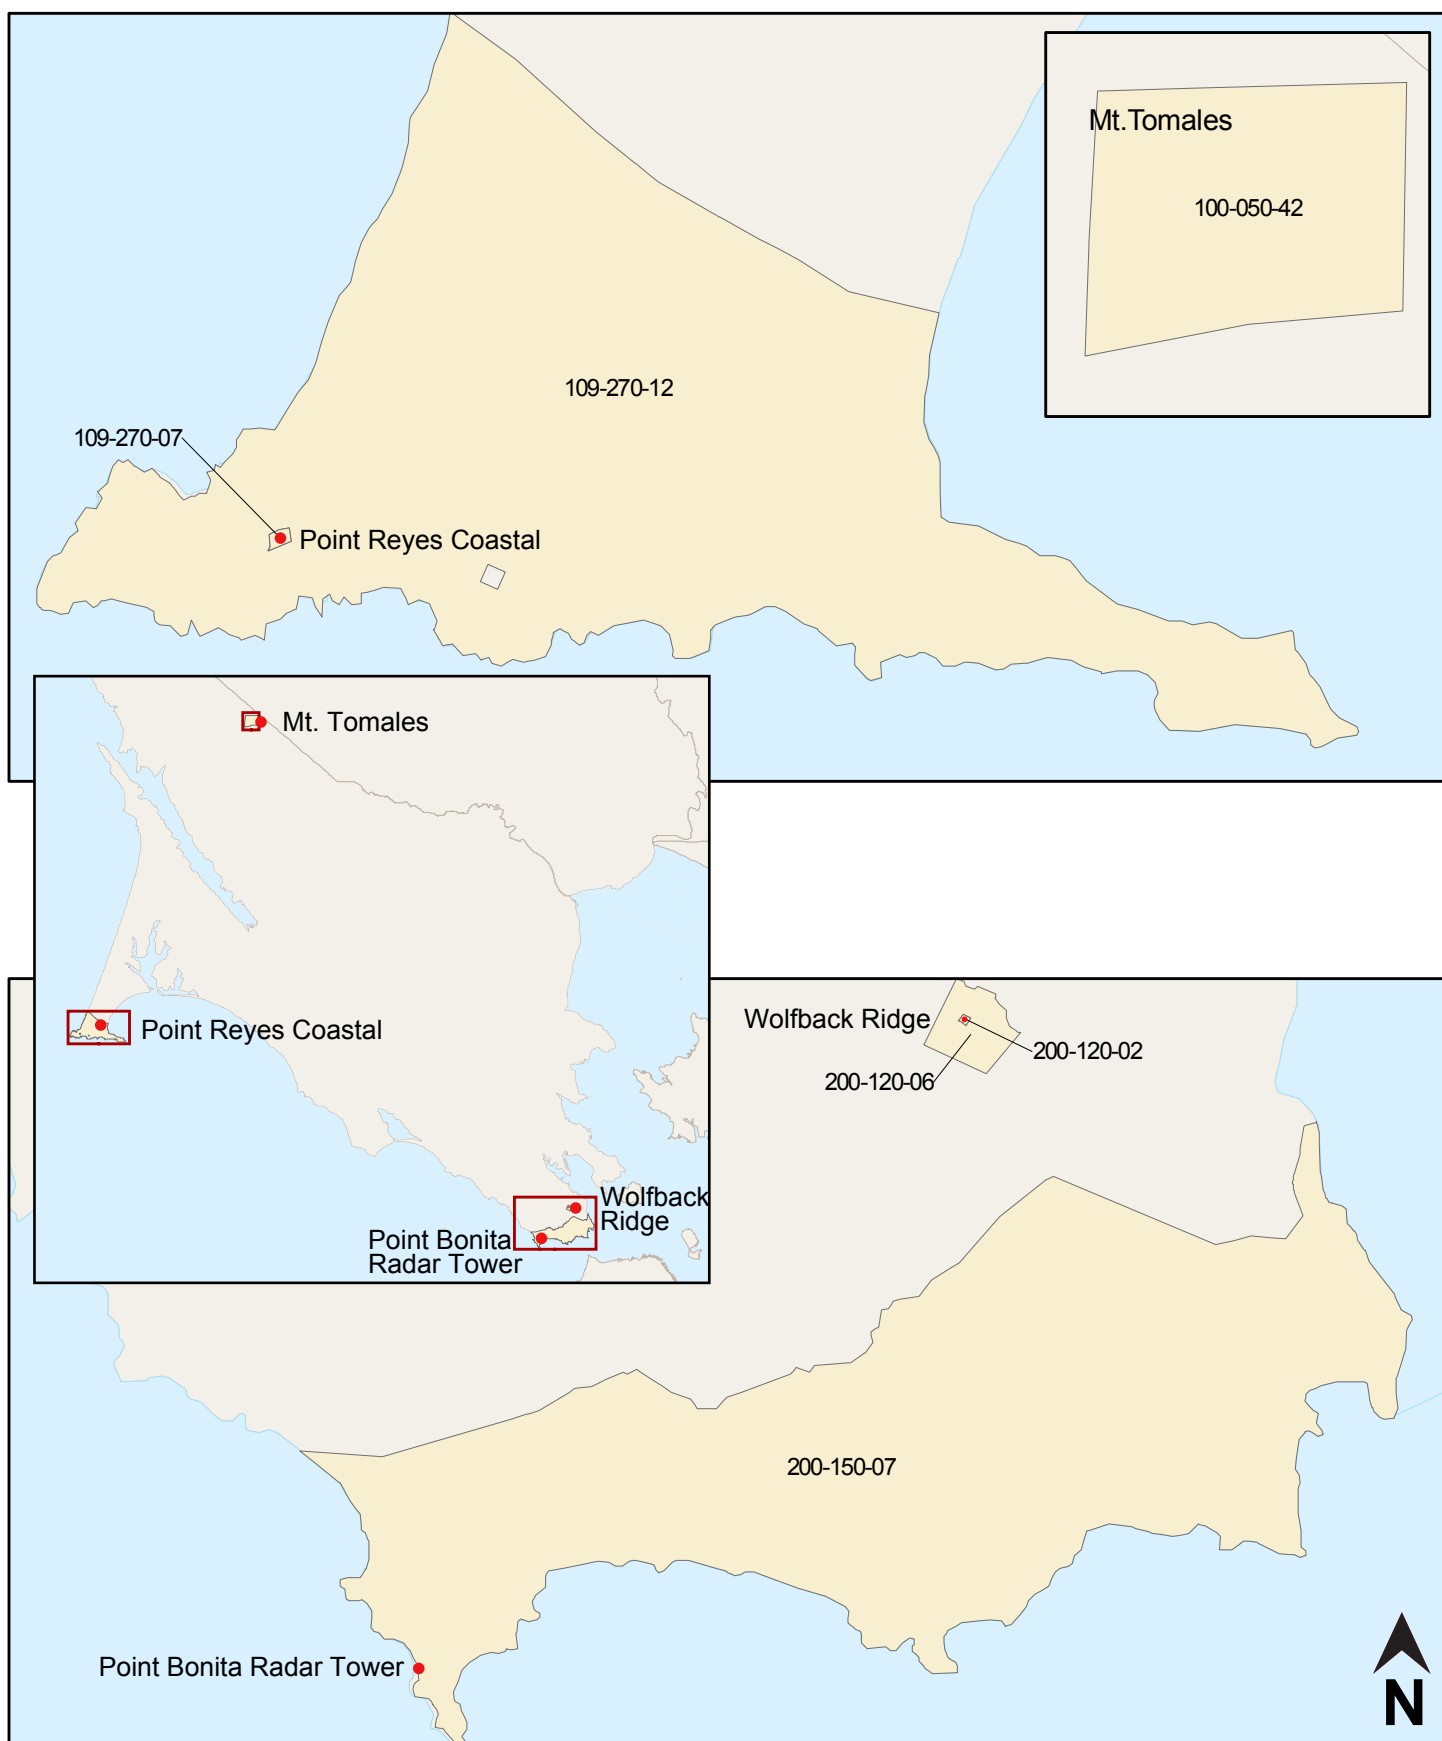 Mt.Tomales
100-050-42
109-270-12
109-270-07
Point Reyes Coastal
Mt. Tomales
Point Reyes Coastal
Wolfback
Ridge
Point Bonita
Radar Tower
Wolfback Ridge
200-120-02
200-120-06
200-150-07
Point Bonita Radar Tower
N